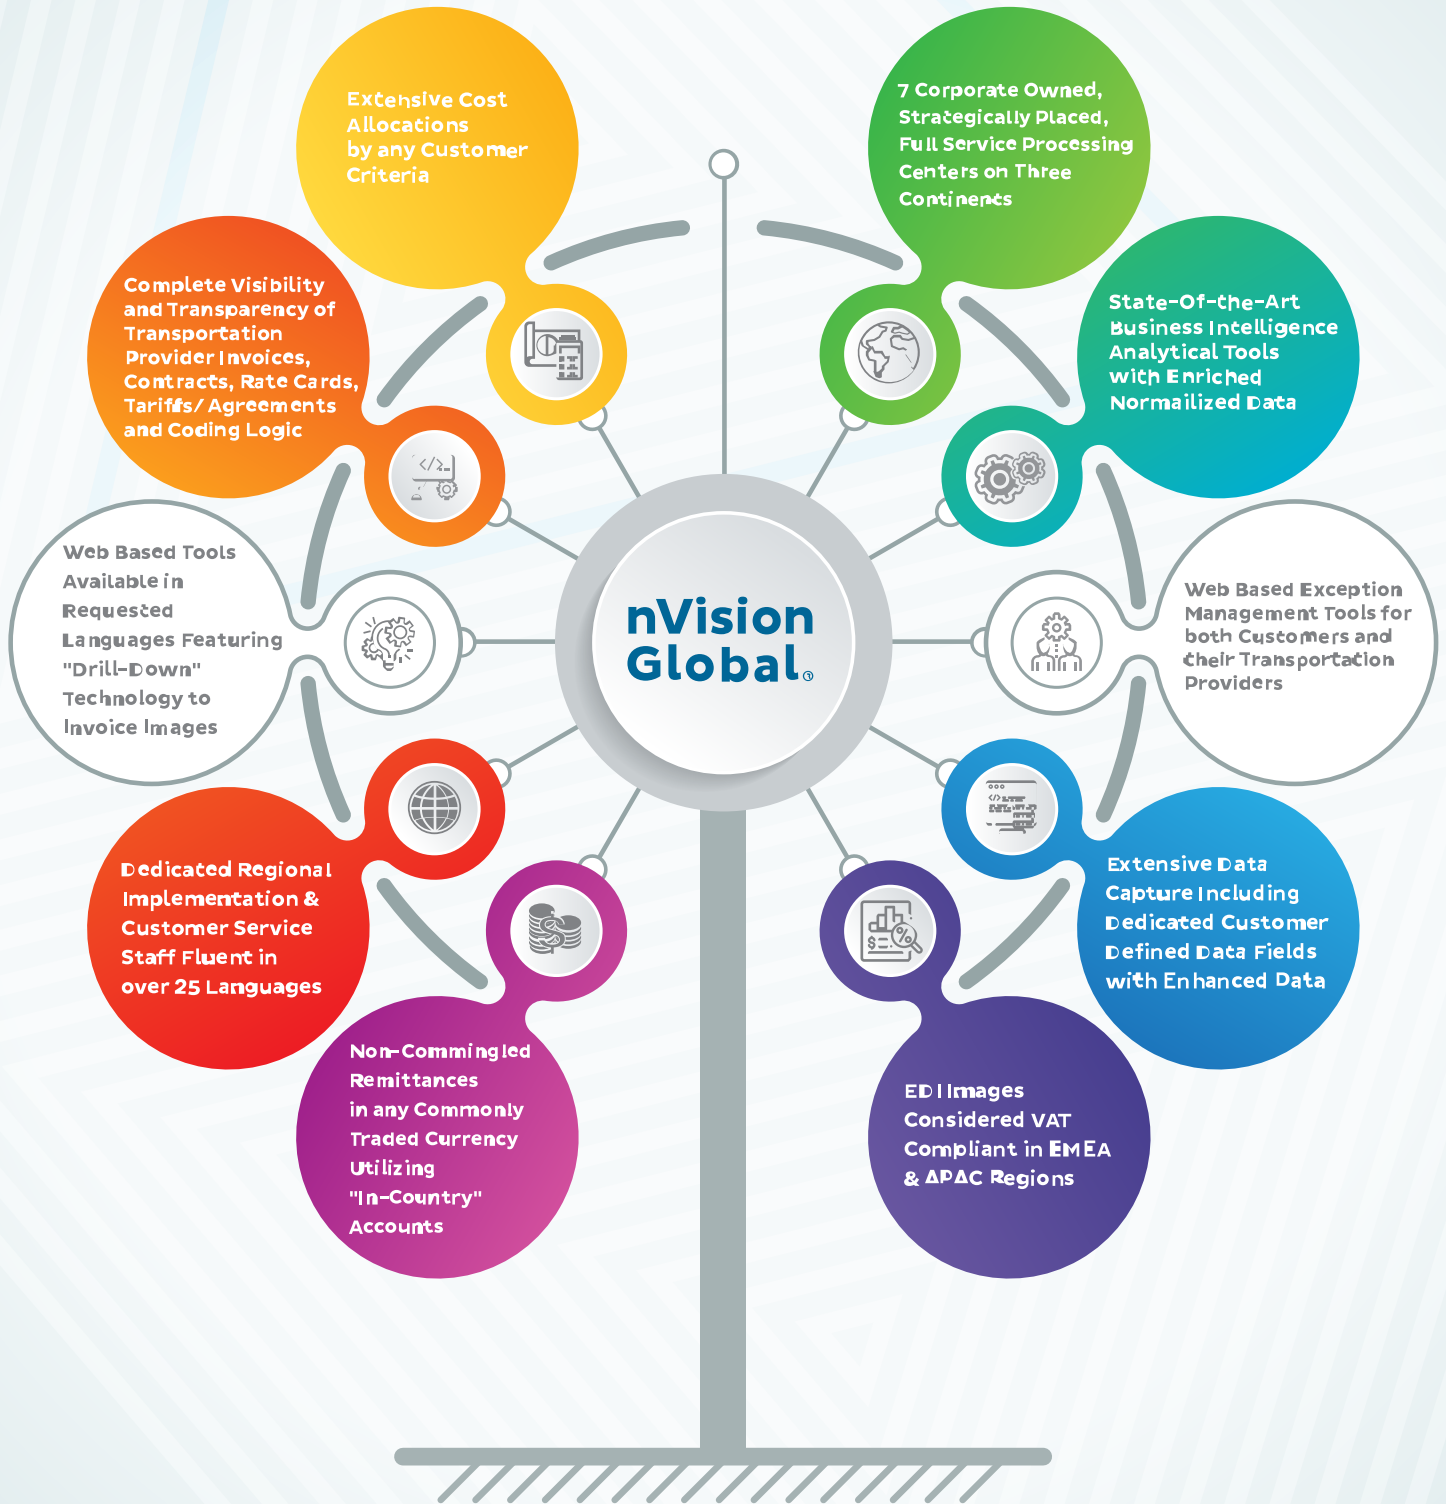 Extensive Cost
Allocations
by any Customer
Criteria
7 Corporate Owned,
Strategically Placed,
Full Service Processing
Centers on Three
Continents
Complete Visibility
and Transparency of
Transportation
Provider Invoices,
Contracts, Rate Cards,
Tariffs/ Agreements
and Coding Logic
State-Of-the-Art
Business Intelligence
Analytical Tools
with Enriched
Normailized Data
Web Based Tools
Available in
Requested
Languages Featuring
"Drill-Down"
Technology to
Invoice Images
nVision
Global®
Web Based Exception
Management Tools for
both Customers and
their Transportation
Providers
Dedicated Regional
Implementation &
Customer Service
Staff Fluent in
over 25 Languages
Extensive Data
Capture Including
Dedicated Customer
Defined Data Fields
with Enhanced Data
Non-Commingled
Remittances
in any Commonly
Traded Currency
Utilizing
"In-Country"
Accounts
EDI Images
Considered VAT
Compliant in EMEA
& APAC Regions